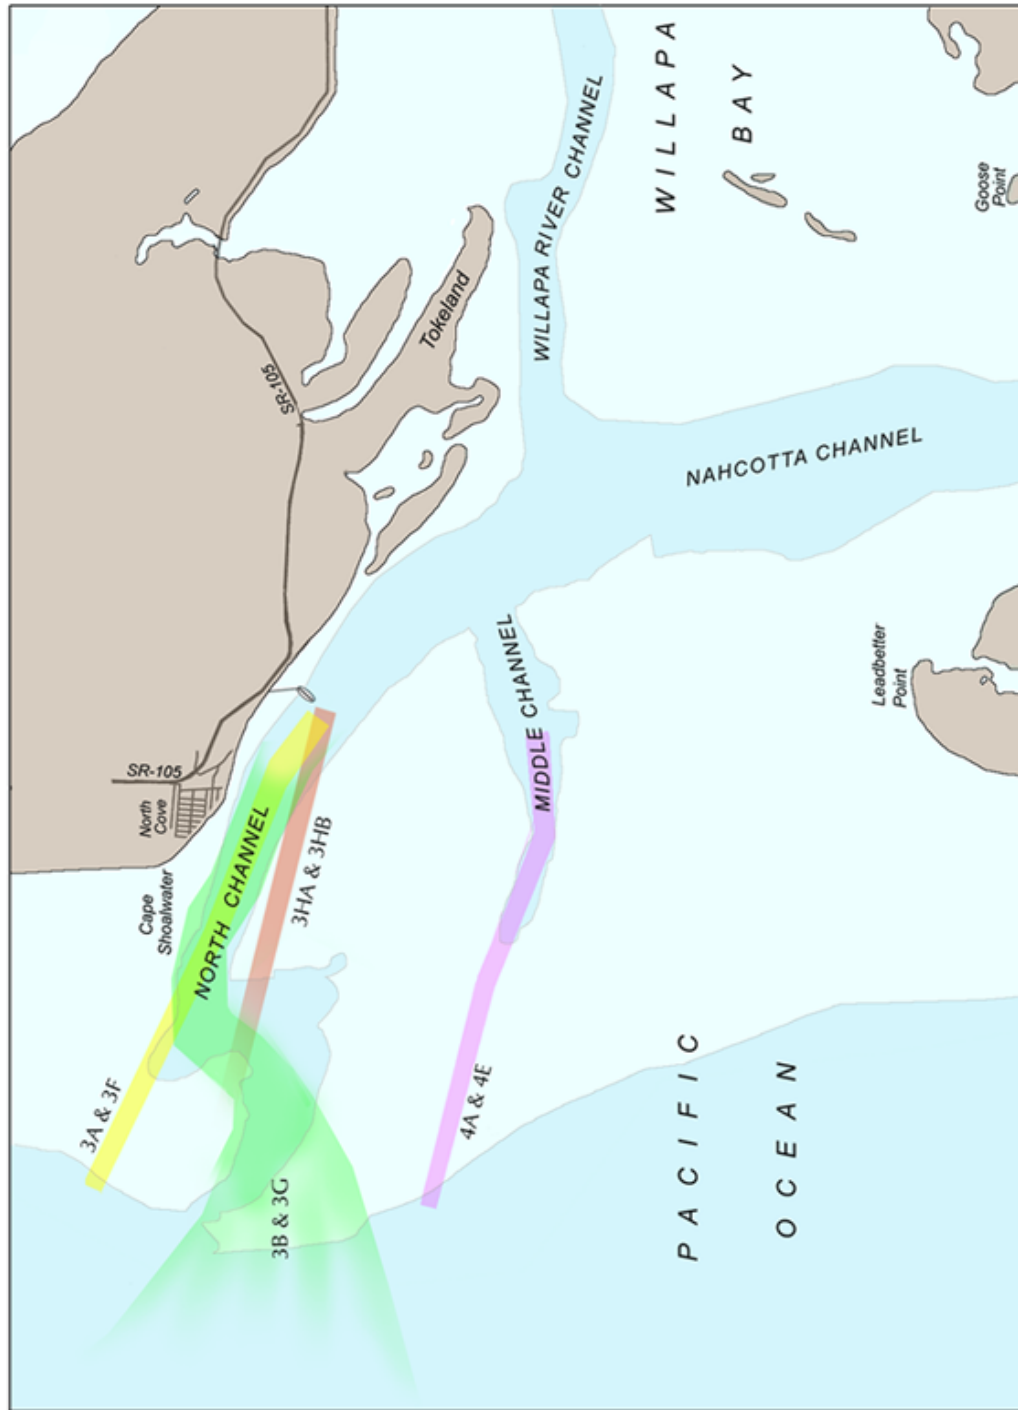 WILLAPA
BAY
WILLAPA RIVER CHANNEL
Goose
Point
Tokeland
SR-105
NAHCOTTA CHANNEL
MIDDLE CHANNEL
Leadbetter
Point
SR-105
North
Cove
NORTH CHANNEL
3HA & 3HB
Cape
Shoalwater
3A & 3F
3B & 3G
4A & 4E
PACIFIC
OCEAN